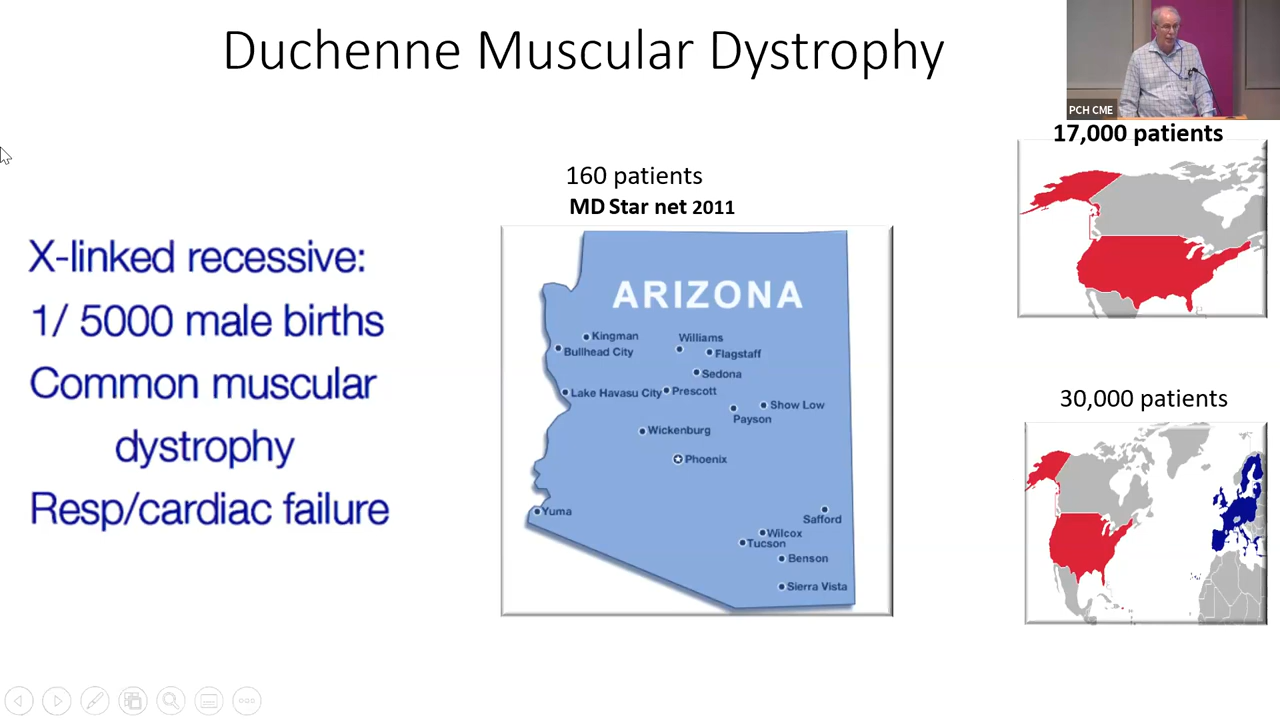 Duchenne Muscular Dystrophy
PCH CME
17,000 patients
160 patients
MD Star net 2011
X-linked recessive:
1/ 5000 male births
Common muscular
dystrophy
Resp/cardiac failure
ARIZONA
Kingman
Williams
Bullhead City
Flagstaff
Sedona
Lake Havasu City
Prescott
Show Low
Payson
Wickenburg
Phoenix
Yuma
Safford
Wilcox
Tucson
Benson
Sierra Vista
30,000 patients